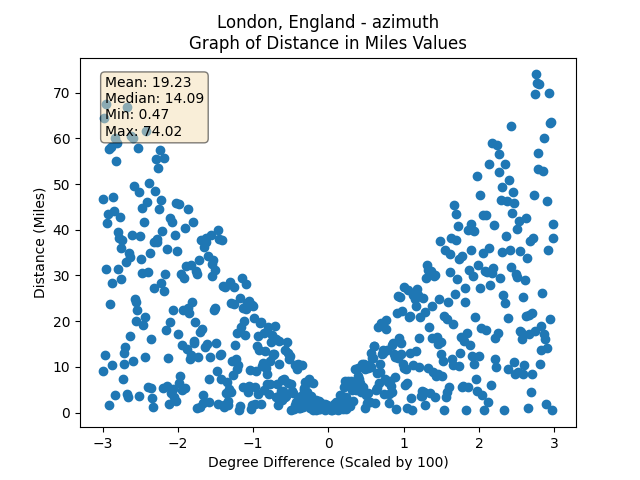 London, England - azimuth
Graph of Distance in Miles Values
Mean: 19.23
Median: 14.09
Min: 0.47
Max: 74.02
70
60
50
40
30
20
10
0
Distance (Miles)
−3
−2
−1
0
1
2
3
Degree Difference (Scaled by 100)